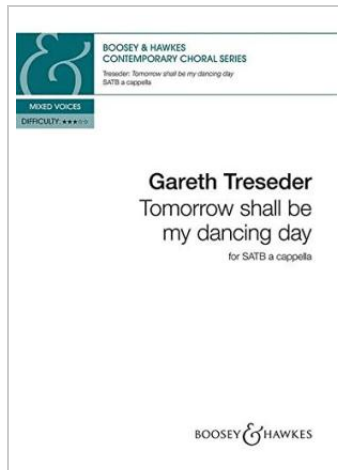 &
BOOSEY & HAWKES
CONTEMPORARY CHORAL SERIES
Treseder: Tomorrow shall be my dancing day
SATB a cappella
MIXED VOICES
DIFFICULTY: ★★★☆☆
Gareth Treseder
Tomorrow shall be
my dancing day
for SATB a cappella
BOOSEY & HAWKES